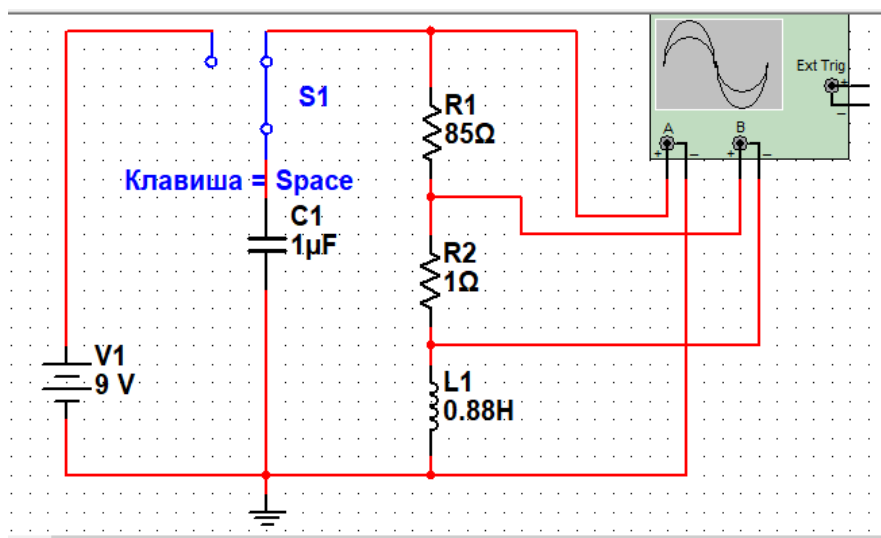 Ext Trig
+
−
A
B
+
−
+
−
S1
R1
85Ω
Клавиша = Space
C1
1µF
R2
1Ω
V1
9 V
L1
0.88H